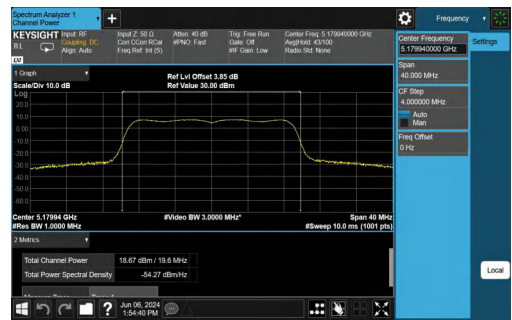 Spectrum Analyzer 1
Channel Power
+
Frequency
KEYSIGHT
RL
LV
Input: RF
Coupling: DC
Align: Auto
Input Z: 50 Ω
Corr CCorr RCal
Freq Ref: Int (S)
Atten: 40 dB
#PNO: Fast
Trig: Free Run
Gate: Off
#IF Gain: Low
Center Freq: 5.179940000 GHz
Avg|Hold: 43/100
Radio Std: None
Center Frequency
5.179940000 GHz
Settings
Span
40.000 MHz
CF Step
4.000000 MHz
Auto
Man
Freq Offset
0 Hz
1 Graph
Scale/Div 10.0 dB
Ref Lvl Offset 3.85 dB
Ref Value 30.00 dBm
Log
20.0
10.0
0.00
-10.0
-20.0
-30.0
-40.0
-50.0
-60.0
Center 5.17994 GHz
#Res BW 1.0000 MHz
#Video BW 3.0000 MHz*
Span 40 MHz
#Sweep 10.0 ms (1001 pts)
2 Metrics
Total Channel Power 18.67 dBm / 19.6 MHz
Total Power Spectral Density -54.27 dBm/Hz
Local
?
Jun 06, 2024
1:54:40 PM